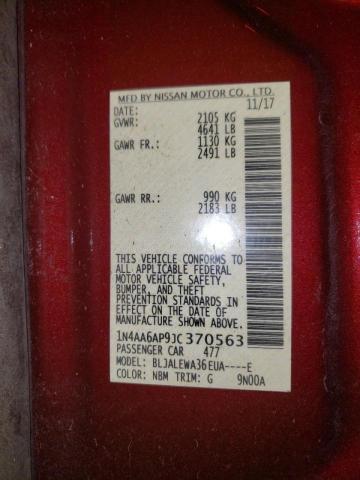 MFD BY NISSAN MOTOR CO., LTD.
DATE: 11/17
GVWR: 2105 KG
4641 LB
GAWR FR.: 1130 KG
2491 LB
GAWR RR.: 990 KG
2183 LB
THIS VEHICLE CONFORMS TO
ALL APPLICABLE FEDERAL
MOTOR VEHICLE SAFETY,
BUMPER, AND THEFT
PREVENTION STANDARDS IN
EFFECT ON THE DATE OF
MANUFACTURE SHOWN ABOVE.
1N4AA6AP9JC370563
PASSENGER CAR 477
MODEL: BLJALEWA36EUA----E
COLOR: NBM TRIM: G 9N00A